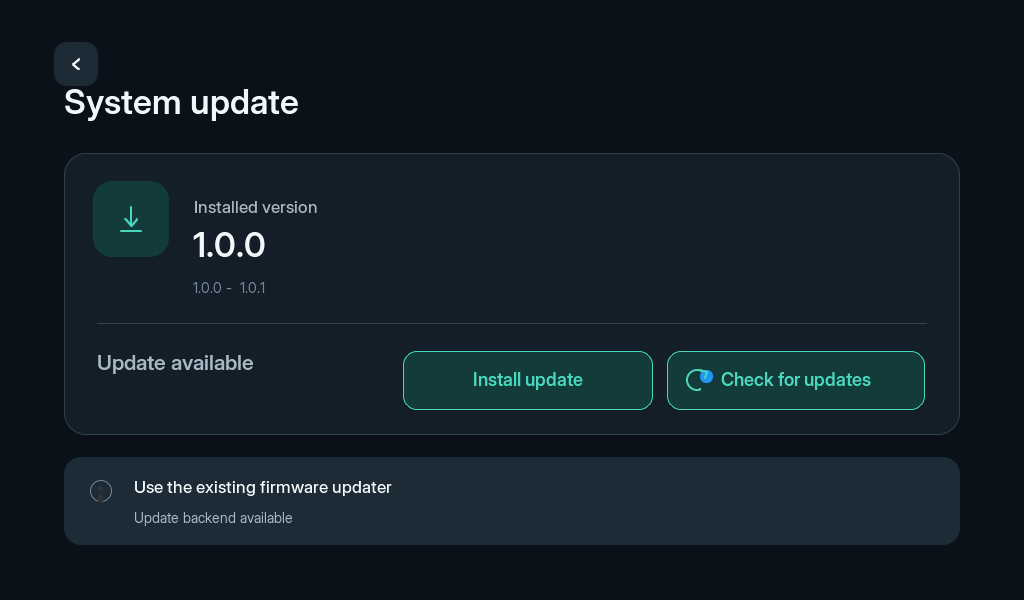 System update
Installed version
1.0.0
1.0.0 - 1.0.1
Update available
Install update
Check for updates
Use the existing firmware updater
Update backend available